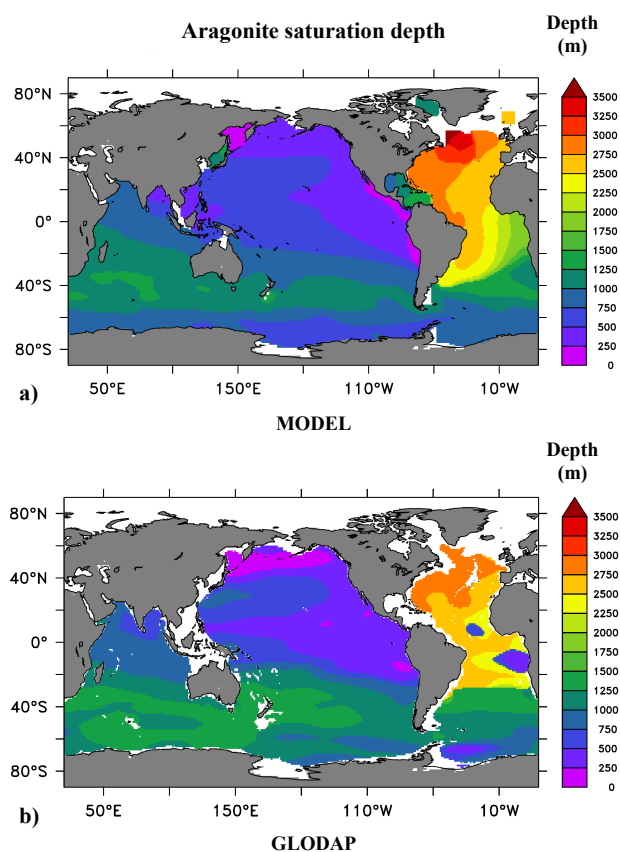 Aragonite saturation depth
Depth
(m)
80°N
40°N
0°
40°S
80°S
3500
3250
3000
2750
2500
2250
2000
1750
1500
1250
1000
750
500
250
0
50°E 150°E 110°W 10°W
a)
MODEL
Depth
(m)
80°N
40°N
0°
40°S
80°S
3500
3250
3000
2750
2500
2250
2000
1750
1500
1250
1000
750
500
250
0
50°E 150°E 110°W 10°W
b)
GLODAP